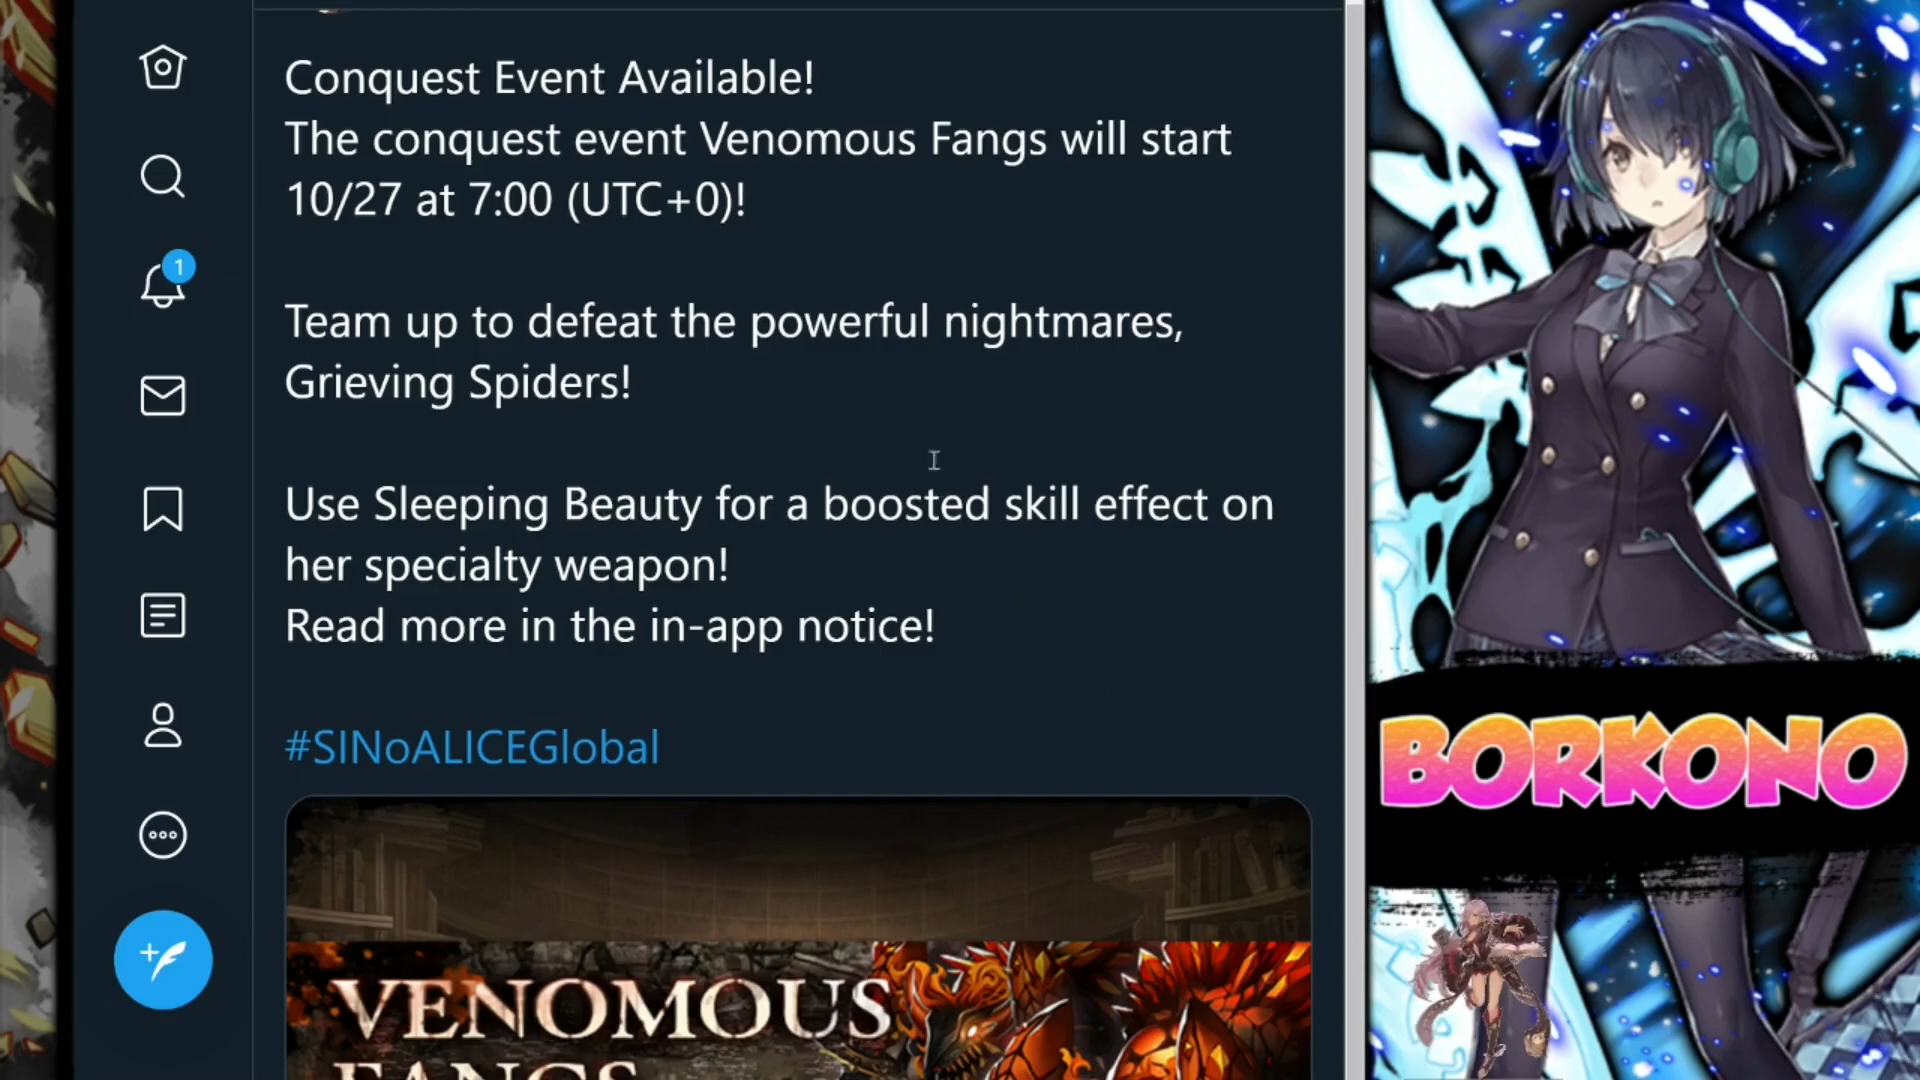 Conquest Event Available!
The conquest event Venomous Fangs will start
10/27 at 7:00 (UTC+0)!
Team up to defeat the powerful nightmares,
Grieving Spiders!
Use Sleeping Beauty for a boosted skill effect on
her specialty weapon!
Read more in the in-app notice!
#SINoALICEGlobal
VENOMOUS
FANGS
1
BORKONO